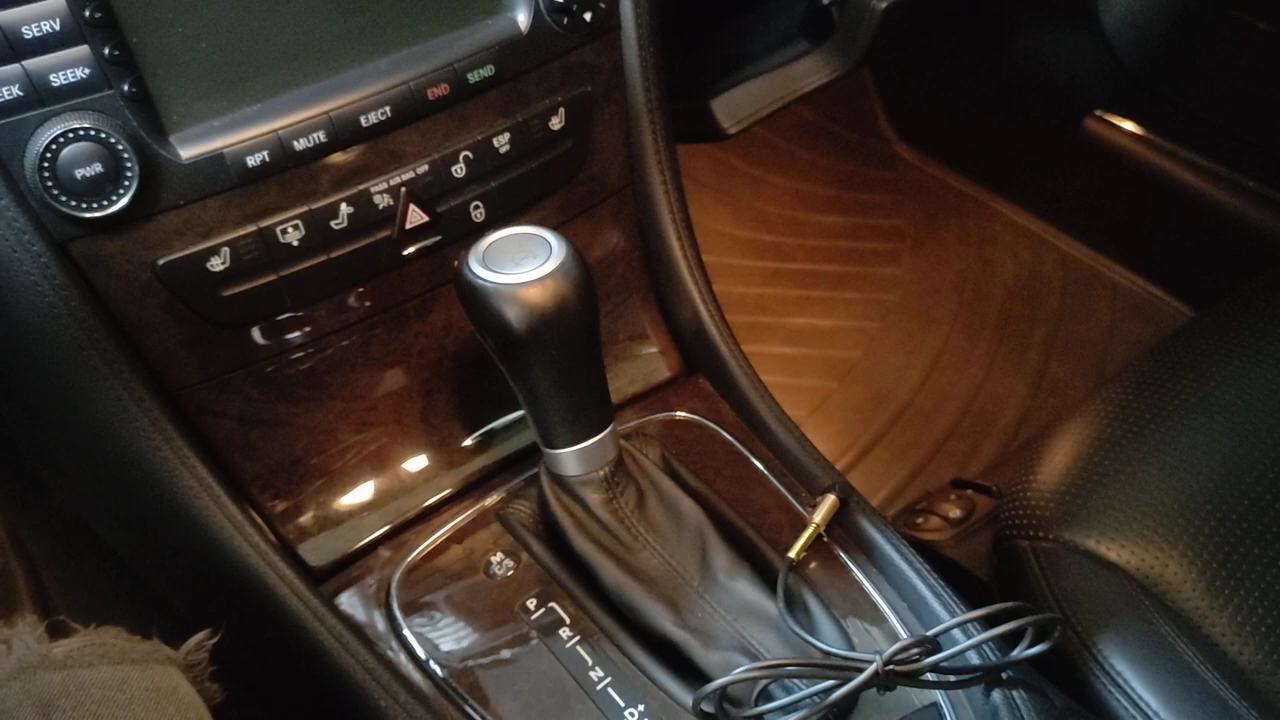 SERV
SEEK+
EEK
PWR
RPT
MUTE
EJECT
END
SEND
PASS AIR BAG OFF
ESP
OFF
M
C/S
P
R
N
D+